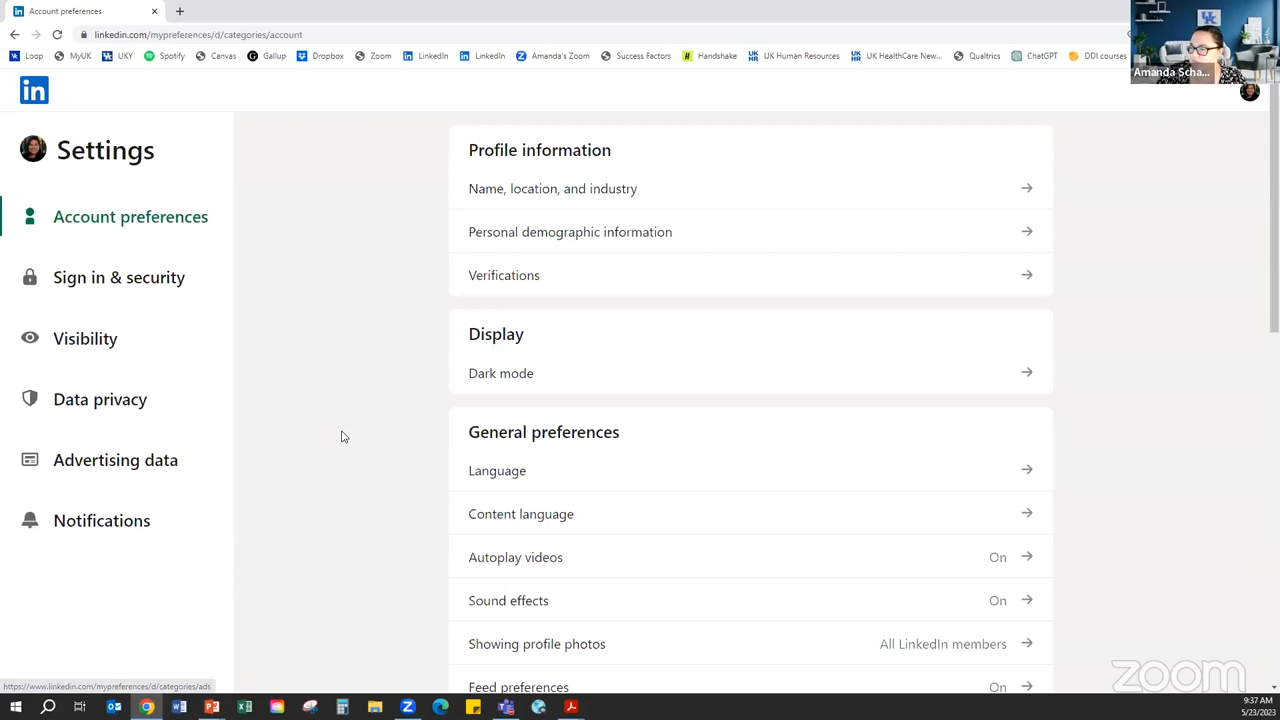 Account preferences
linkedin.com/mypreferences/d/categories/account
Loop MyUK UKY Spotify Canvas Gallup Dropbox Zoom LinkedIn LinkedIn Amanda's Zoom Success Factors Handshake UK Human Resources UK HealthCare New... Qualtrics ChatGPT DDI courses
Amanda Scha...
in
Settings
Account preferences
Sign in & security
Visibility
Data privacy
Advertising data
Notifications
Profile information
Name, location, and industry
Personal demographic information
Verifications
Display
Dark mode
General preferences
Language
Content language
Autoplay videos On
Sound effects On
Showing profile photos All LinkedIn members
Feed preferences On
zoom
https://www.linkedin.com/mypreferences/d/categories/ads
9:37 AM
5/23/2023